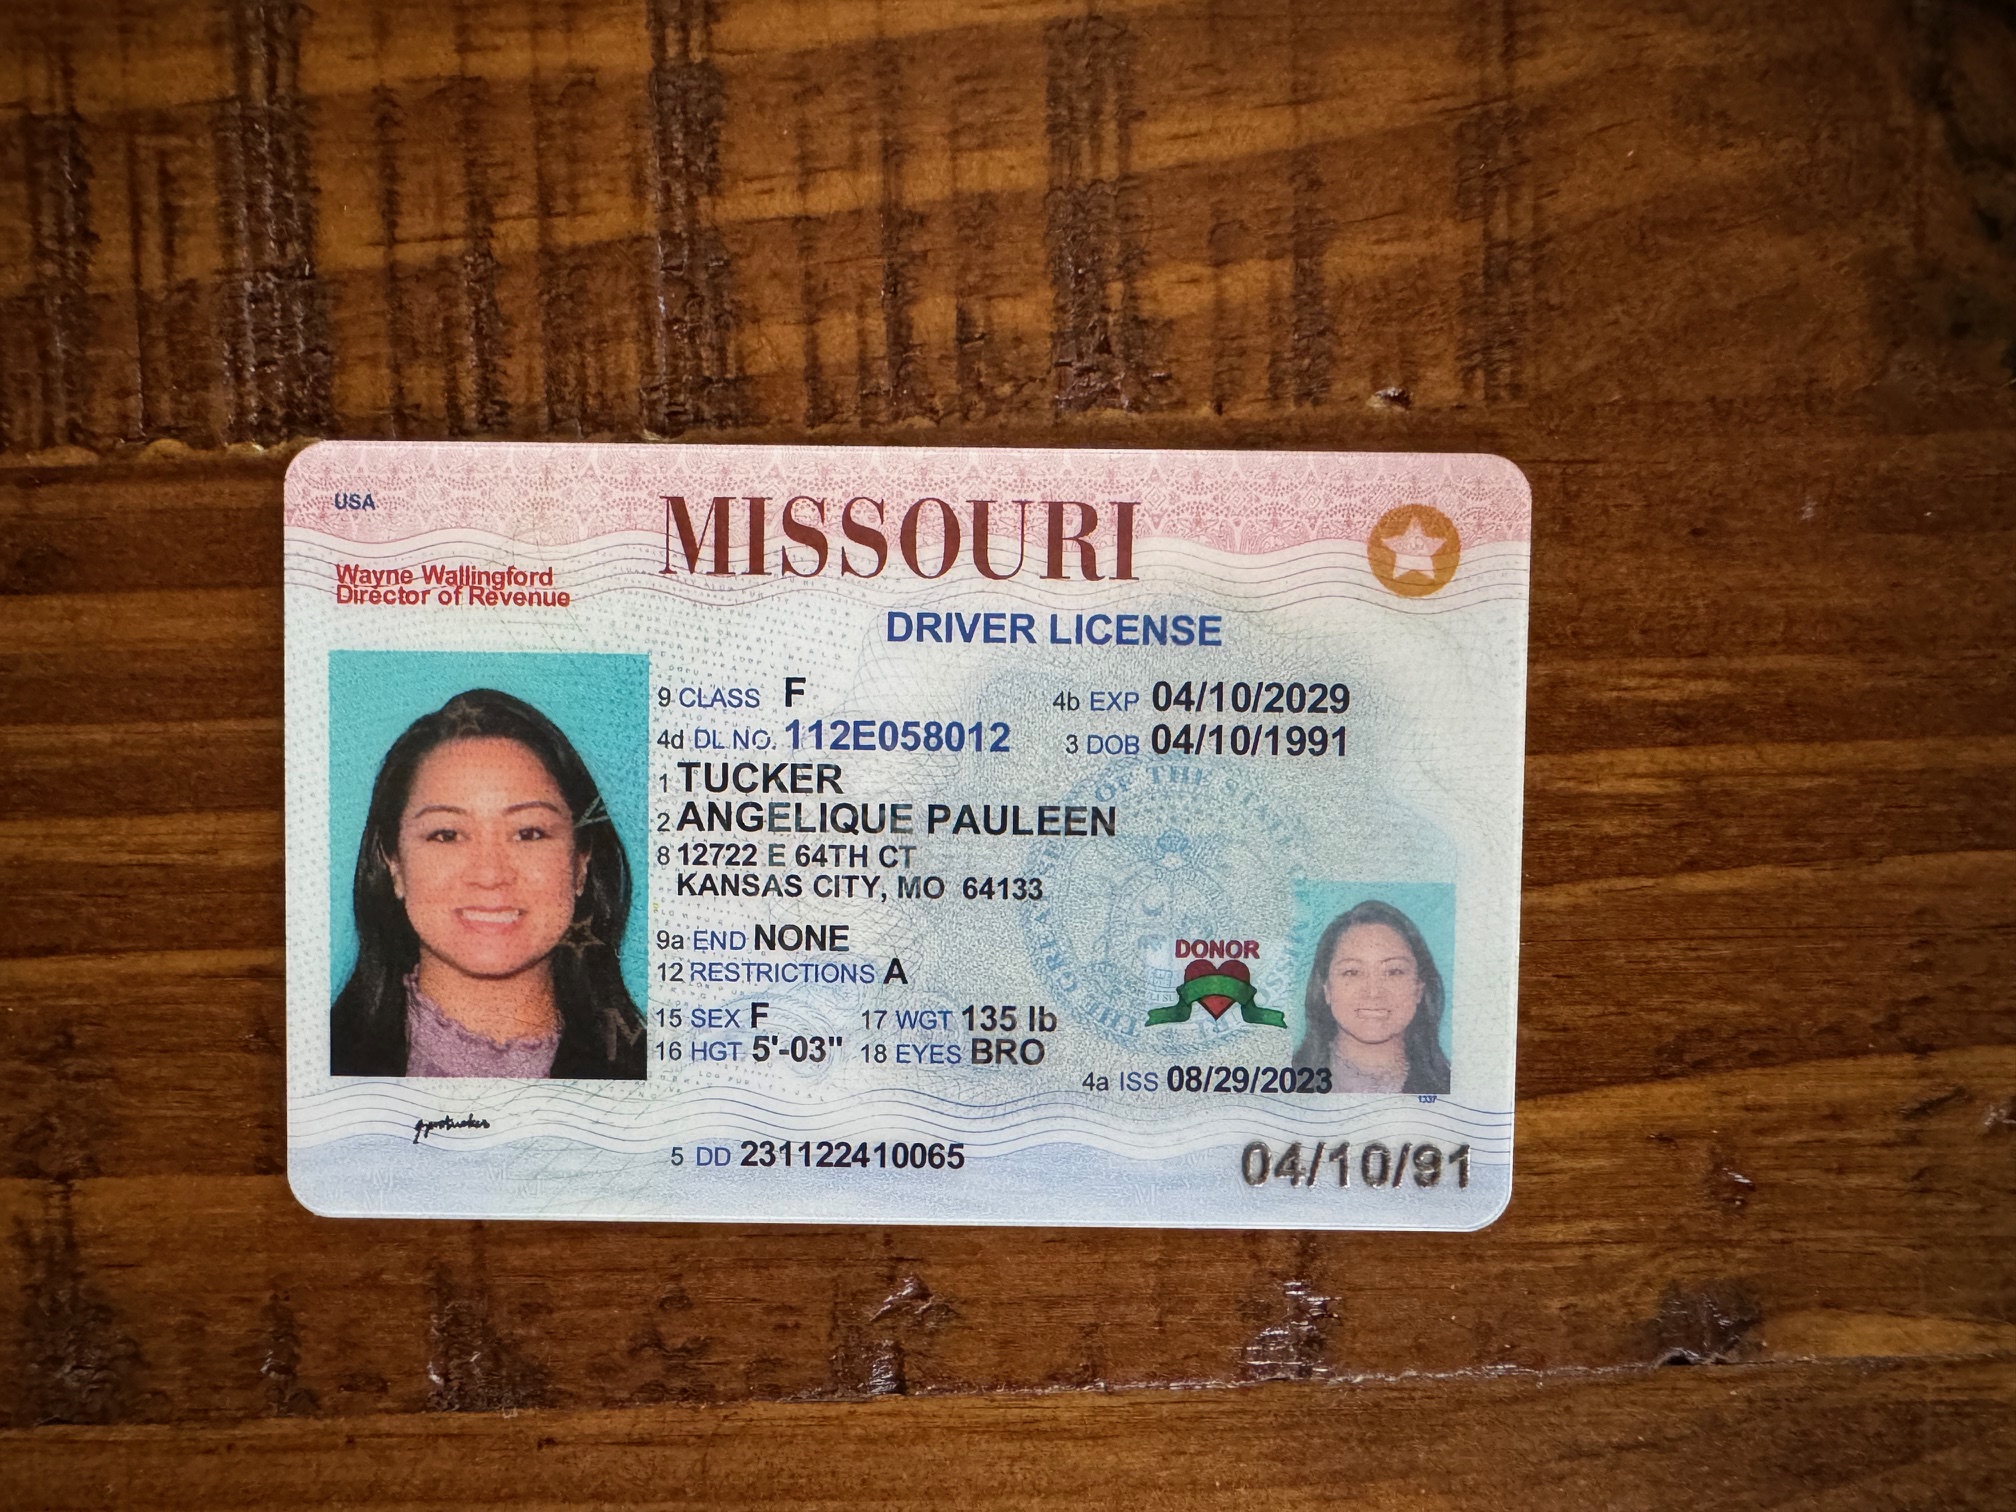 USA
MISSOURI
Wayne Wallingford
Director of Revenue
DRIVER LICENSE
9 CLASS F
4b EXP 04/10/2029
4d DL NO. 112E058012
3 DOB 04/10/1991
1 TUCKER
2 ANGELIQUE PAULEEN
8 12722 E 64TH CT
KANSAS CITY, MO 64133
9a END NONE
12 RESTRICTIONS A
DONOR
15 SEX F 17 WGT 135 lb
16 HGT 5'-03" 18 EYES BRO
4a ISS 08/29/2023
5 DD 231122410065
04/10/91